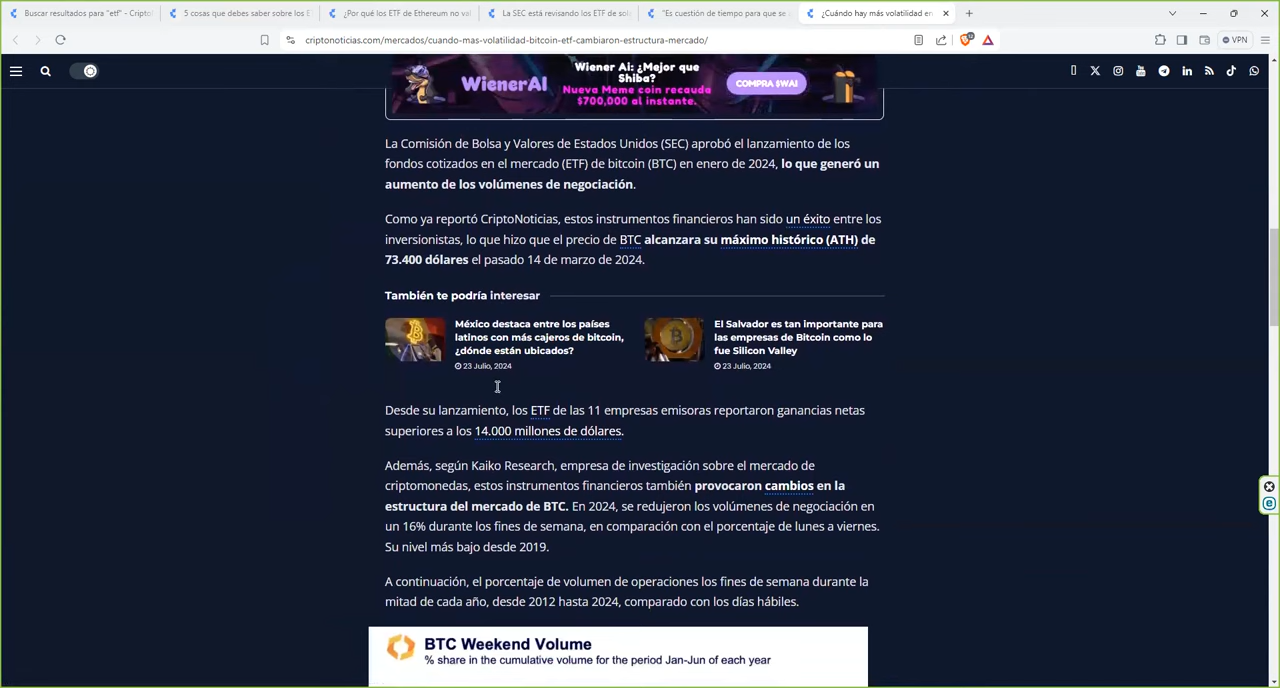 Buscar resultados para "etf" - Cripto
5 cosas que debes saber sobre los E
¿Por qué los ETF de Ethereum no va
La SEC está revisando los ETF de sol
"Es cuestión de tiempo para que se
¿Cuándo hay más volatilidad en
criptonoticias.com/mercados/cuando-mas-volatilidad-bitcoin-etf-cambiaron-estructura-mercado/
VPN
WienerAI
Wiener Ai: ¿Mejor que
Shiba?
Nueva Meme coin recauda
$700,000 al instante.
COMPRA $WAI
La Comisión de Bolsa y Valores de Estados Unidos (SEC) aprobó el lanzamiento de los
fondos cotizados en el mercado (ETF) de bitcoin (BTC) en enero de 2024, lo que generó un
aumento de los volúmenes de negociación.
Como ya reportó CriptoNoticias, estos instrumentos financieros han sido un éxito entre los
inversionistas, lo que hizo que el precio de BTC alcanzara su máximo histórico (ATH) de
73.400 dólares el pasado 14 de marzo de 2024.
También te podría interesar
México destaca entre los países
latinos con más cajeros de bitcoin,
¿dónde están ubicados?
23 Julio, 2024
El Salvador es tan importante para
las empresas de Bitcoin como lo
fue Silicon Valley
23 Julio, 2024
Desde su lanzamiento, los ETF de las 11 empresas emisoras reportaron ganancias netas
superiores a los 14.000 millones de dólares.
Además, según Kaiko Research, empresa de investigación sobre el mercado de
criptomonedas, estos instrumentos financieros también provocaron cambios en la
estructura del mercado de BTC. En 2024, se redujeron los volúmenes de negociación en
un 16% durante los fines de semana, en comparación con el porcentaje de lunes a viernes.
Su nivel más bajo desde 2019.
A continuación, el porcentaje de volumen de operaciones los fines de semana durante la
mitad de cada año, desde 2012 hasta 2024, comparado con los días hábiles.
BTC Weekend Volume
% share in the cumulative volume for the period Jan-Jun of each year